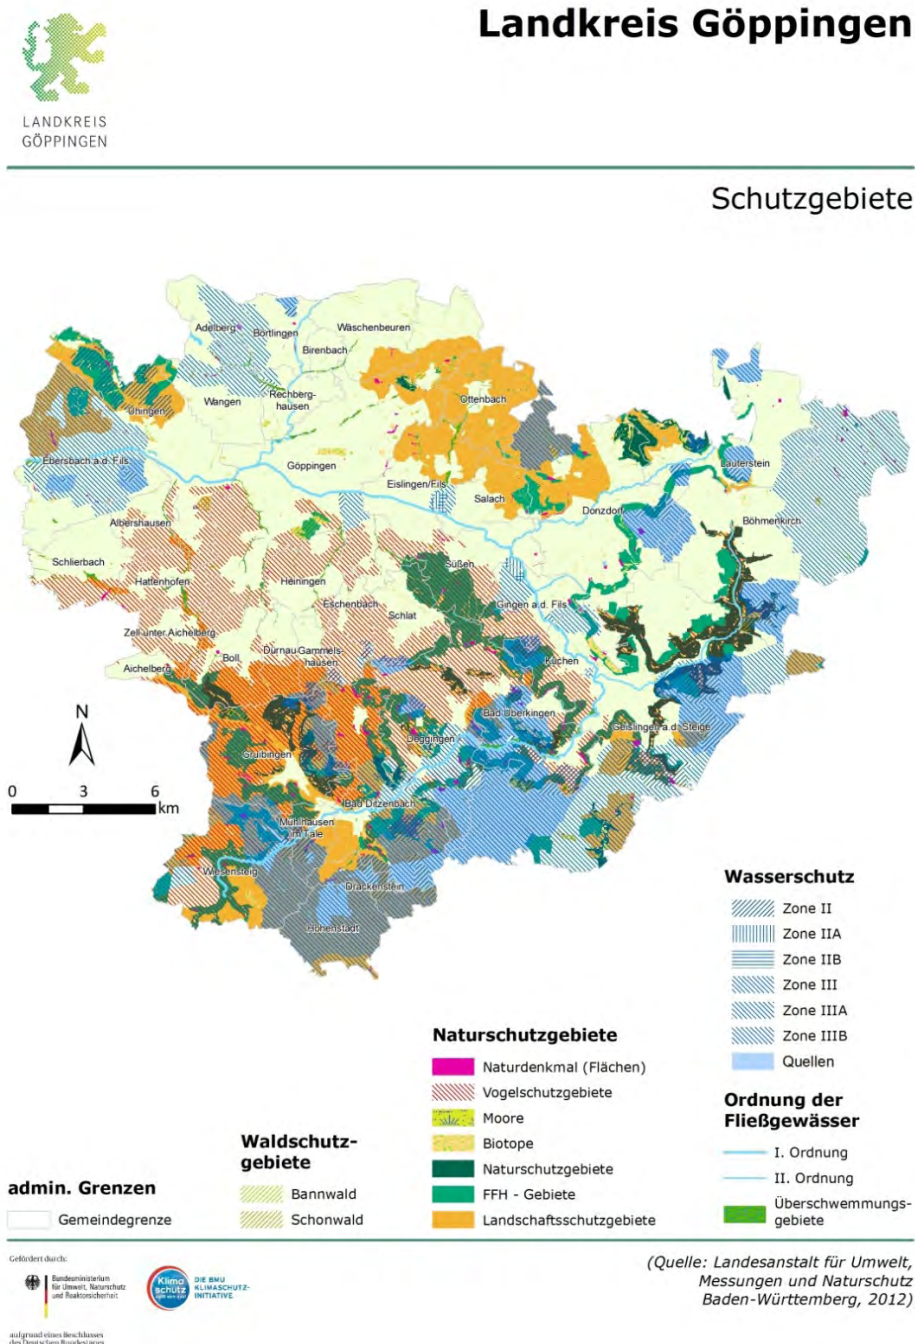 Landkreis Göppingen
LANDKREIS
GÖPPINGEN
Schutzgebiete
Adelberg
Börtlingen
Wäschenbeuren
Birenbach
Wangen
Rechberg-
hausen
Ottenbach
Uhingen
Ebersbach a.d. Fils
Göppingen
Eislingen/Fils
Salach
Lauterstein
Donzdorf
Böhmenkirch
Albershausen
Schlierbach
Süßen
Hattenhofen
Heiningen
Eschenbach
Schlat
Gingen a.d. Fils
Zell unter Aichelberg
Dürnau
Gammels-
hausen
Boll
Aichelberg
Kuchen
Bad Überkingen
Geislingen a.d. Steige
Deggingen
Gruibingen
Bad Ditzenbach
Mühlhausen
im Täle
Wiesensteig
Drackenstein
Hohenstadt
N
0 3 6
km
Wasserschutz
Zone II
Zone IIA
Zone IIB
Zone III
Zone IIIA
Zone IIIB
Quellen
Ordnung der
Fließgewässer
I. Ordnung
II. Ordnung
Überschwemmungs-
gebiete
Naturschutzgebiete
Naturdenkmal (Flächen)
Vogelschutzgebiete
Moore
Biotope
Naturschutzgebiete
FFH - Gebiete
Landschaftsschutzgebiete
Waldschutz-
gebiete
Bannwald
Schonwald
admin. Grenzen
Gemeindegrenze
Gefördert durch:
Bundesministerium
für Umwelt, Naturschutz
und Reaktorsicherheit
Klima
schutz
DIE BMU
KLIMASCHUTZ-
INITIATIVE
aufgrund eines Beschlusses
des Deutschen Bundestages
(Quelle: Landesanstalt für Umwelt,
Messungen und Naturschutz
Baden-Württemberg, 2012)